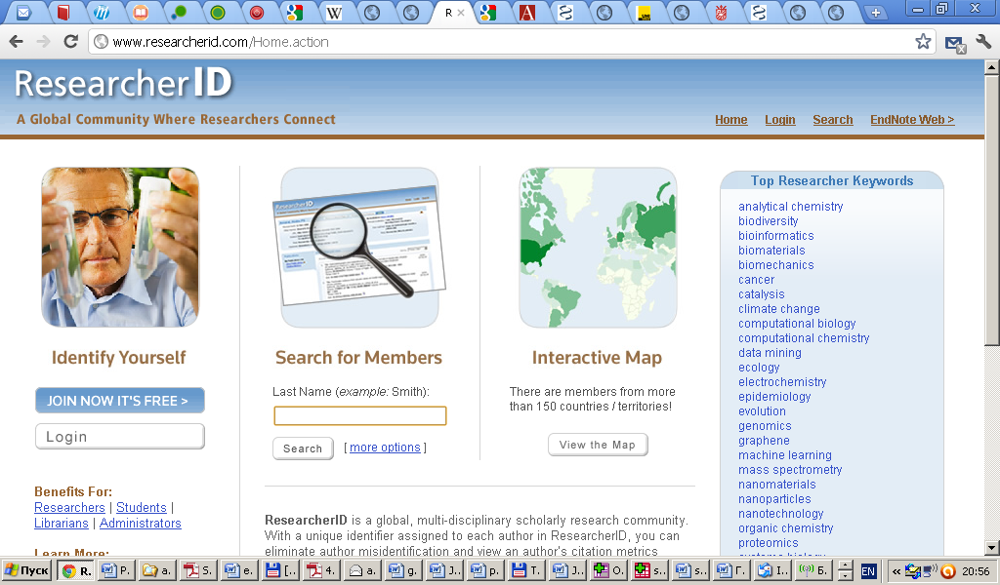 R
www.researcherid.com/Home.action
ResearcherID
A Global Community Where Researchers Connect
Home Login Search EndNote Web >
Identify Yourself
JOIN NOW IT'S FREE >
Login
Benefits For:
Researchers | Students |
Librarians | Administrators
Learn More:
Search for Members
Last Name (example: Smith):
Search [ more options ]
Interactive Map
There are members from more
than 150 countries / territories!
View the Map
ResearcherID is a global, multi-disciplinary scholarly research community.
With a unique identifier assigned to each author in ResearcherID, you can
eliminate author misidentification and view an author's citation metrics
Top Researcher Keywords
analytical chemistry
biodiversity
bioinformatics
biomaterials
biomechanics
cancer
catalysis
climate change
computational biology
computational chemistry
data mining
ecology
electrochemistry
epidemiology
evolution
genomics
graphene
machine learning
mass spectrometry
nanomaterials
nanoparticles
nanotechnology
organic chemistry
proteomics
systems biology
Пуск R. P. a. S. e. [.. 4. a. g. J.. p. T. J.. O. s.. s.. Г. 1.. Б. EN « 20:56